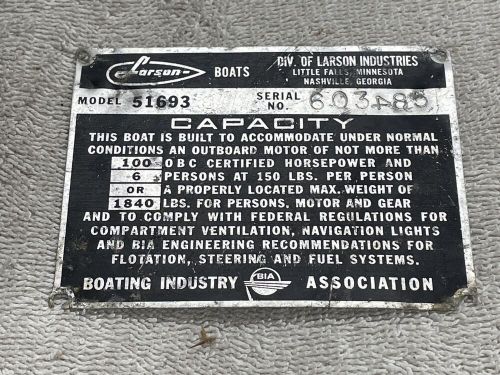 Larson BOATS
DIV. OF LARSON INDUSTRIES
LITTLE FALLS, MINNESOTA
NASHVILLE, GEORGIA
MODEL 51693 SERIAL NO. 603485
CAPACITY
THIS BOAT IS BUILT TO ACCOMMODATE UNDER NORMAL
CONDITIONS AN OUTBOARD MOTOR OF NOT MORE THAN
100 OBC CERTIFIED HORSEPOWER AND
6 PERSONS AT 150 LBS. PER PERSON
OR A PROPERLY LOCATED MAX. WEIGHT OF
1840 LBS. FOR PERSONS, MOTOR AND GEAR
AND TO COMPLY WITH FEDERAL REGULATIONS FOR
COMPARTMENT VENTILATION, NAVIGATION LIGHTS
AND BIA ENGINEERING RECOMMENDATIONS FOR
FLOTATION, STEERING AND FUEL SYSTEMS.
BOATING INDUSTRY BIA ASSOCIATION